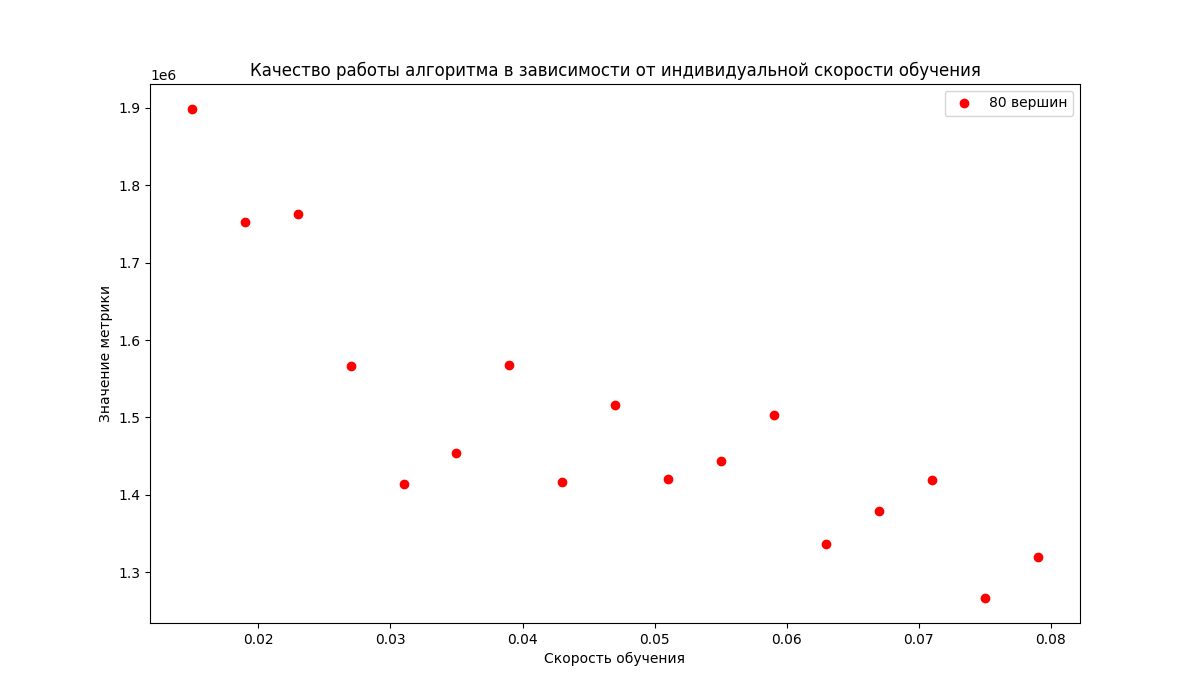 Качество работы алгоритма в зависимости от индивидуальной скорости обучения
1e6
80 вершин
1.9
1.8
1.7
1.6
1.5
1.4
1.3
Значение метрики
0.02 0.03 0.04 0.05 0.06 0.07 0.08
Скорость обучения